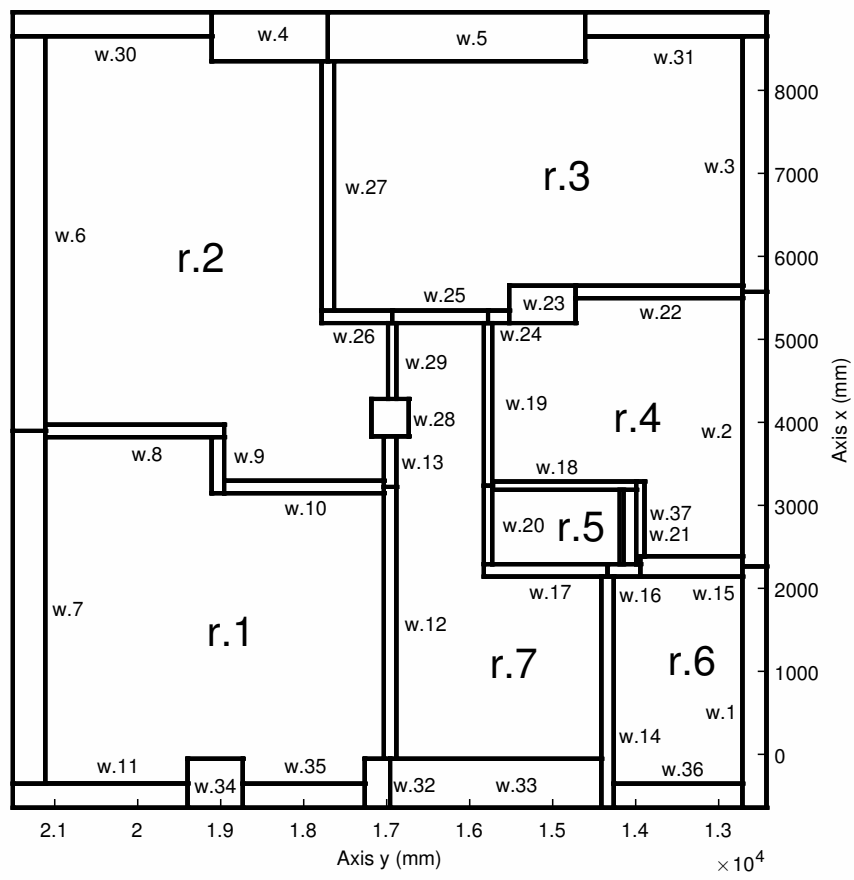 w.4
w.5
w.30
w.31
8000
w.3
r.3
7000
w.27
w.6
r.2
6000
w.25
w.23
w.22
w.26
w.24
5000
w.29
w.19
r.4
w.28
4000
w.2
Axis x (mm)
w.8
w.9
w.13
w.18
w.10
3000
w.20
r.5
w.37
w.21
w.17
w.16
w.15
2000
w.7
r.1
w.12
r.7
r.6
1000
w.1
w.14
0
w.11
w.35
w.36
w.34
w.32
w.33
2.1 2 1.9 1.8 1.7 1.6 1.5 1.4 1.3
Axis y (mm)
×10⁴